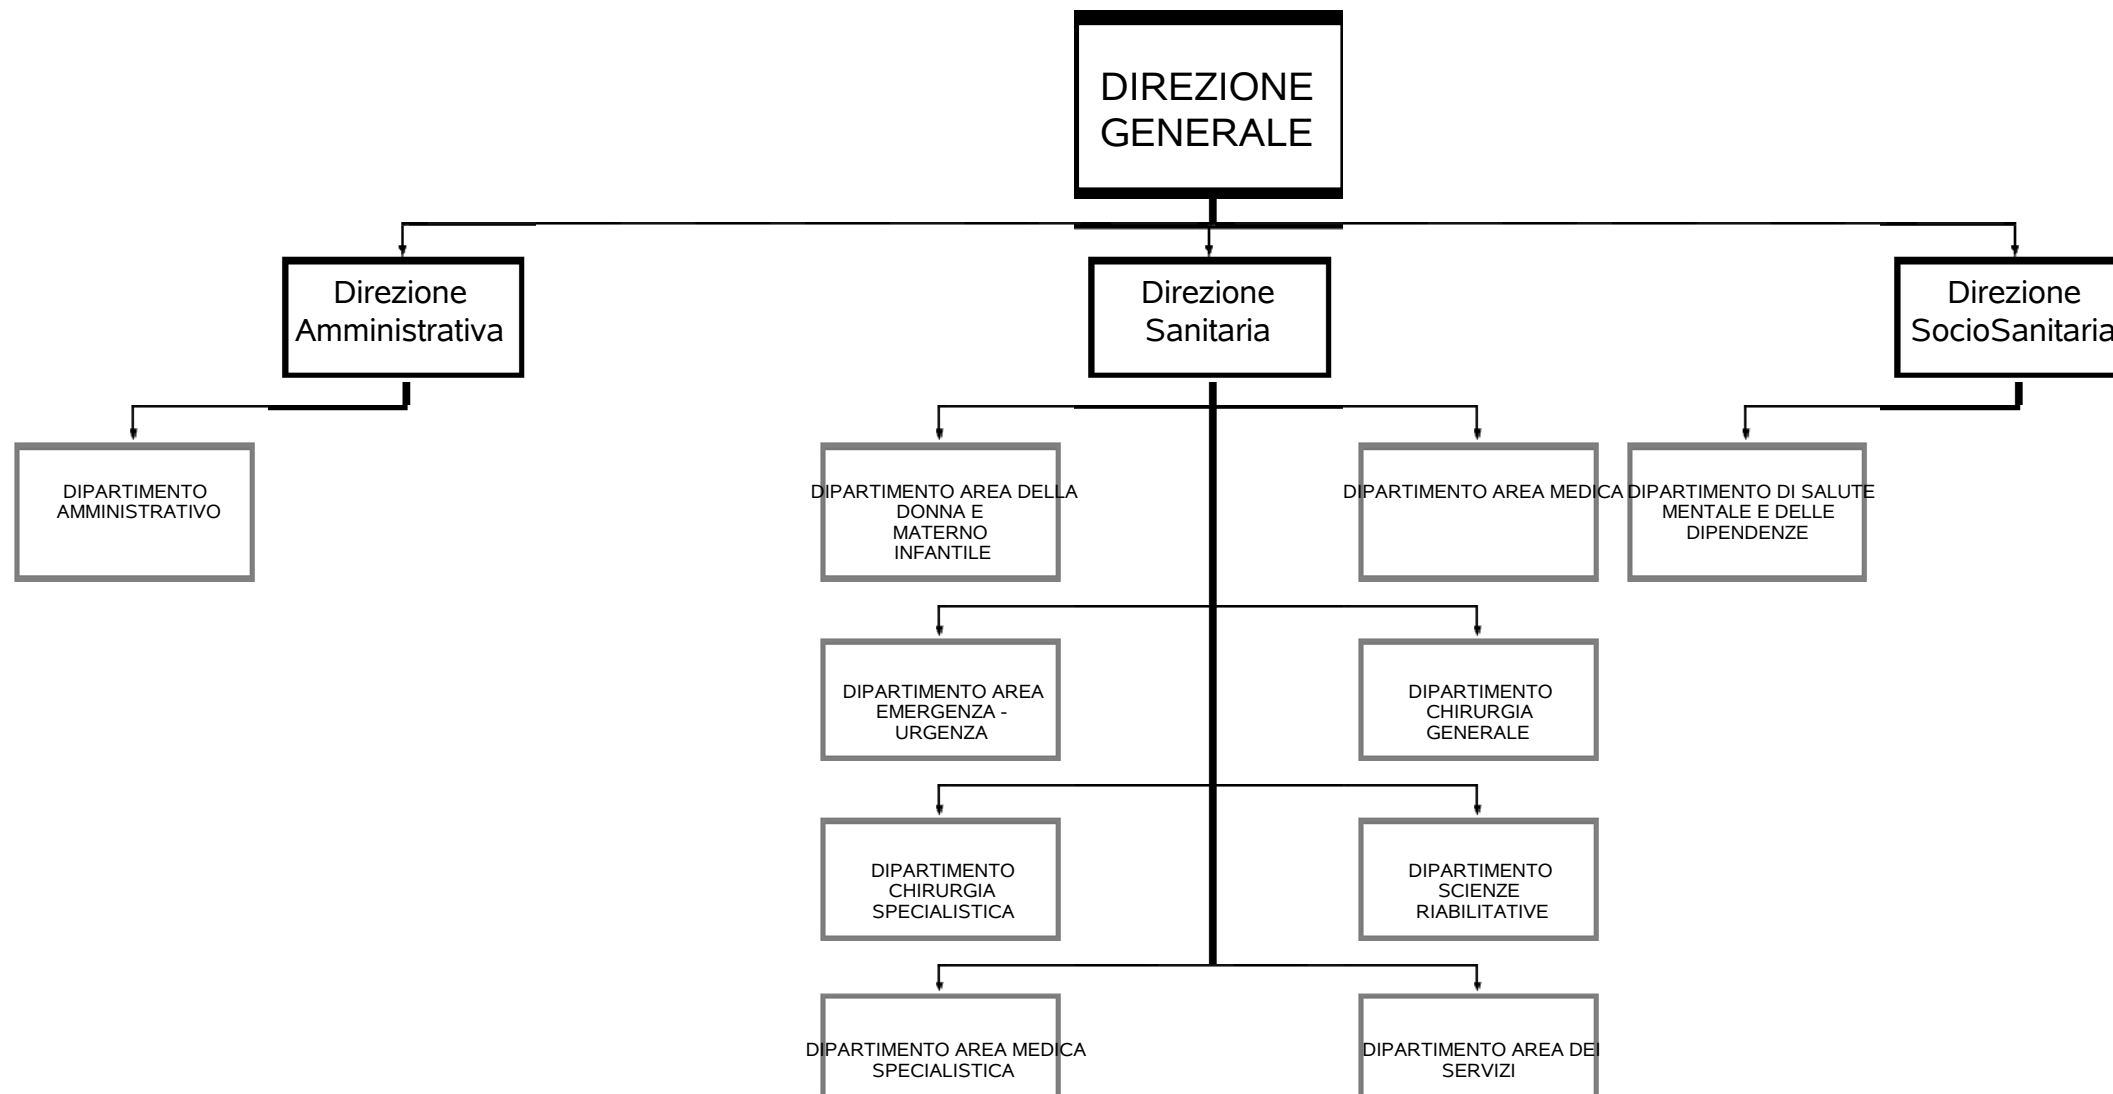 DIREZIONE
GENERALE
Direzione
Amministrativa
Direzione
Sanitaria
Direzione
SocioSanitaria
DIPARTIMENTO
AMMINISTRATIVO
DIPARTIMENTO AREA DELLA
DONNA E
MATERNO
INFANTILE
DIPARTIMENTO AREA MEDICA
DIPARTIMENTO DI SALUTE
MENTALE E DELLE
DIPENDENZE
DIPARTIMENTO AREA
EMERGENZA -
URGENZA
DIPARTIMENTO
CHIRURGIA
GENERALE
DIPARTIMENTO
CHIRURGIA
SPECIALISTICA
DIPARTIMENTO
SCIENZE
RIABILITATIVE
DIPARTIMENTO AREA MEDICA
SPECIALISTICA
DIPARTIMENTO AREA DEI
SERVIZI